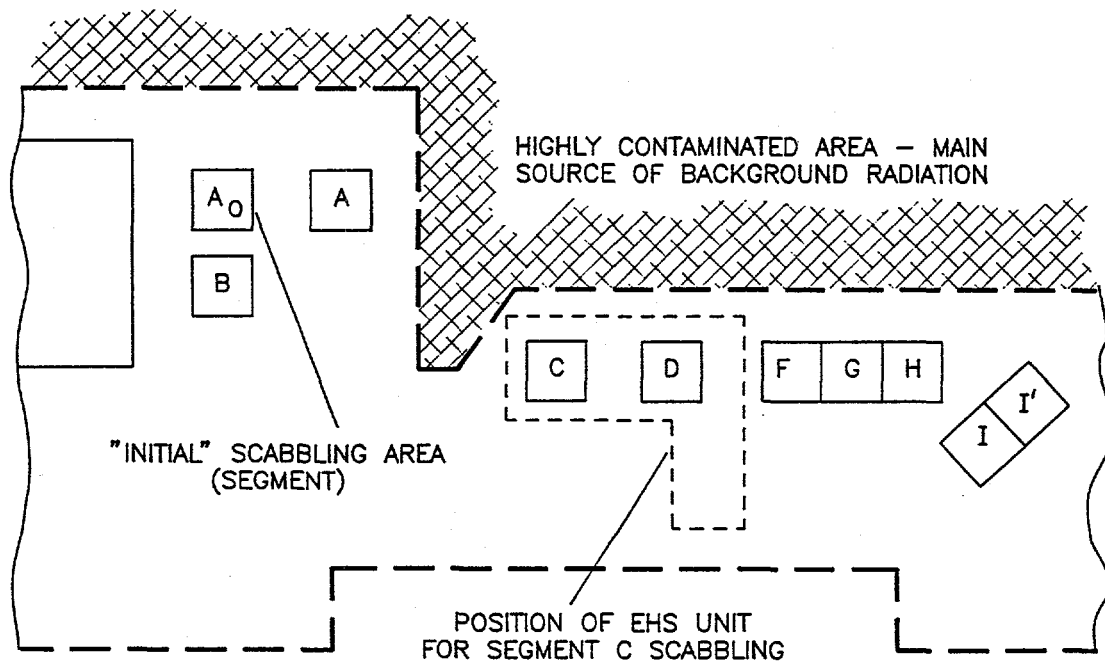 HIGHLY CONTAMINATED AREA – MAIN
SOURCE OF BACKGROUND RADIATION
A₀
A
B
C
D
F
G
H
I
I'
"INITIAL" SCABBLING AREA
(SEGMENT)
POSITION OF EHS UNIT
FOR SEGMENT C SCABBLING